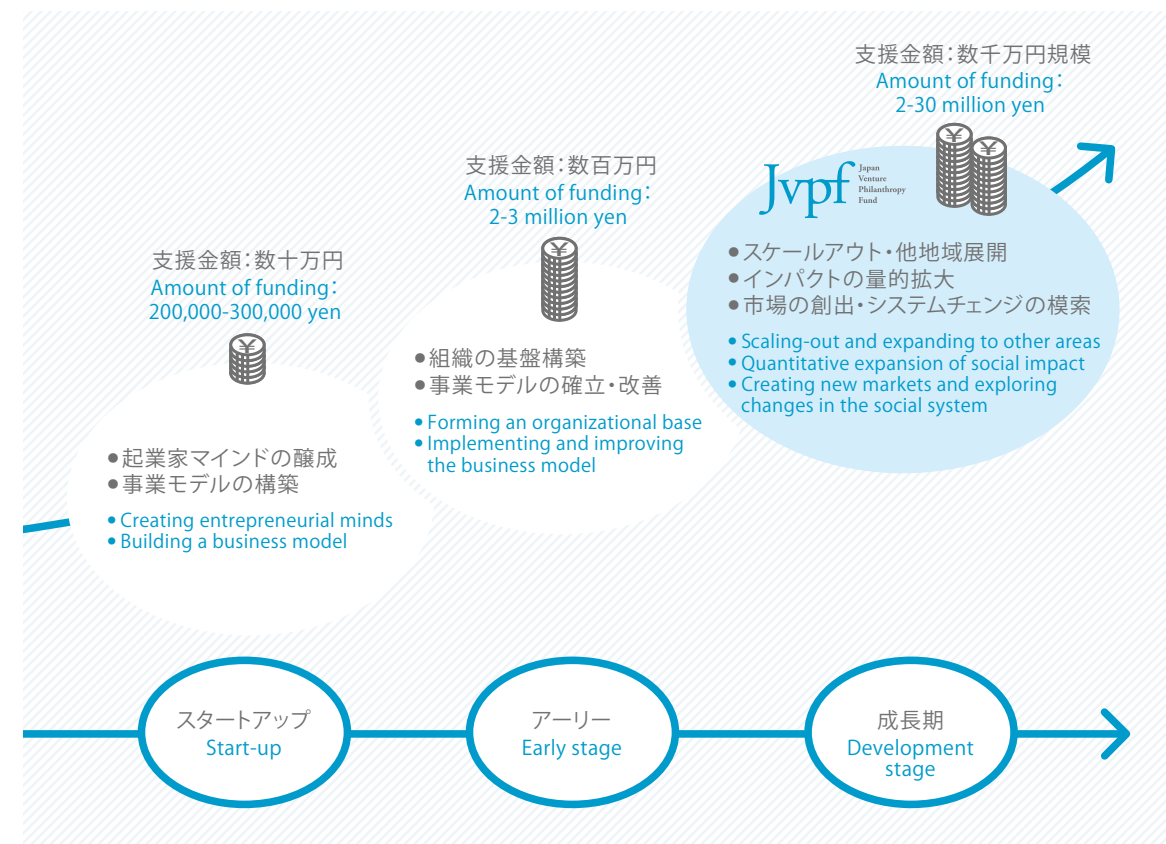 支援金額：数千万円規模
Amount of funding：
2-30 million yen
¥
¥
Jvpf
Japan
Venture
Philanthropy
Fund
●スケールアウト・他地域展開
●インパクトの量的拡大
●市場の創出・システムチェンジの模索
• Scaling-out and expanding to other areas
• Quantitative expansion of social impact
• Creating new markets and exploring
changes in the social system
支援金額：数百万円
Amount of funding：
2-3 million yen
¥
●組織の基盤構築
●事業モデルの確立・改善
• Forming an organizational base
• Implementing and improving
the business model
支援金額：数十万円
Amount of funding：
200,000-300,000 yen
¥
●起業家マインドの醸成
●事業モデルの構築
• Creating entrepreneurial minds
• Building a business model
スタートアップ
Start-up
アーリー
Early stage
成長期
Development
stage